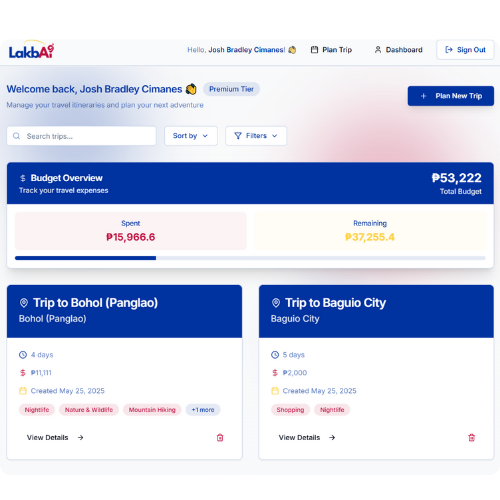 LakbAi
Hello, Josh Bradley Cimanes! 👏 Plan Trip Dashboard Sign Out
Welcome back, Josh Bradley Cimanes 👏 Premium Tier
Manage your travel itineraries and plan your next adventure
+ Plan New Trip
Search trips...
Sort by
Filters
$ Budget Overview
Track your travel expenses
₱53,222
Total Budget
Spent
₱15,966.6
Remaining
₱37,255.4
Trip to Bohol (Panglao)
Bohol (Panglao)
4 days
$ ₱11,111
Created May 25, 2025
Nightlife Nature & Wildlife Mountain Hiking +1 more
View Details →
Trip to Baguio City
Baguio City
5 days
$ ₱2,000
Created May 25, 2025
Shopping Nightlife
View Details →